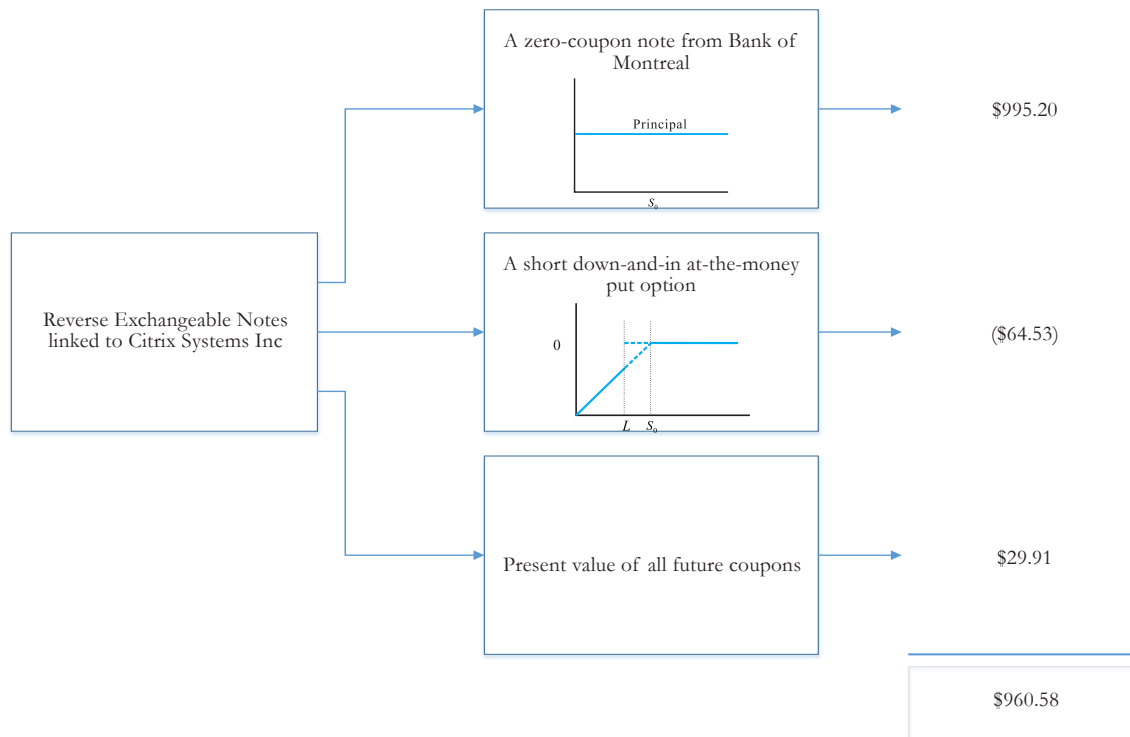 A zero-coupon note from Bank of
Montreal
Principal
S₀
$995.20
Reverse Exchangeable Notes
linked to Citrix Systems Inc
A short down-and-in at-the-money
put option
0
L S₀
($64.53)
Present value of all future coupons
$29.91
$960.58